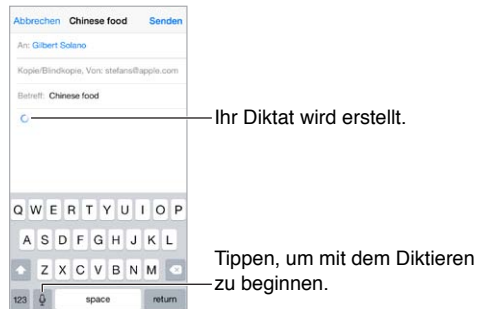 Abbrechen Chinese food Senden
An: Gilbert Solano
Kopie/Blindkopie, Von: stefans@apple.com
Betreff: Chinese food
Ihr Diktat wird erstellt.
Q W E R T Y U I O P
A S D F G H J K L
Z X C V B N M
Tippen, um mit dem Diktieren
zu beginnen.
123 space return